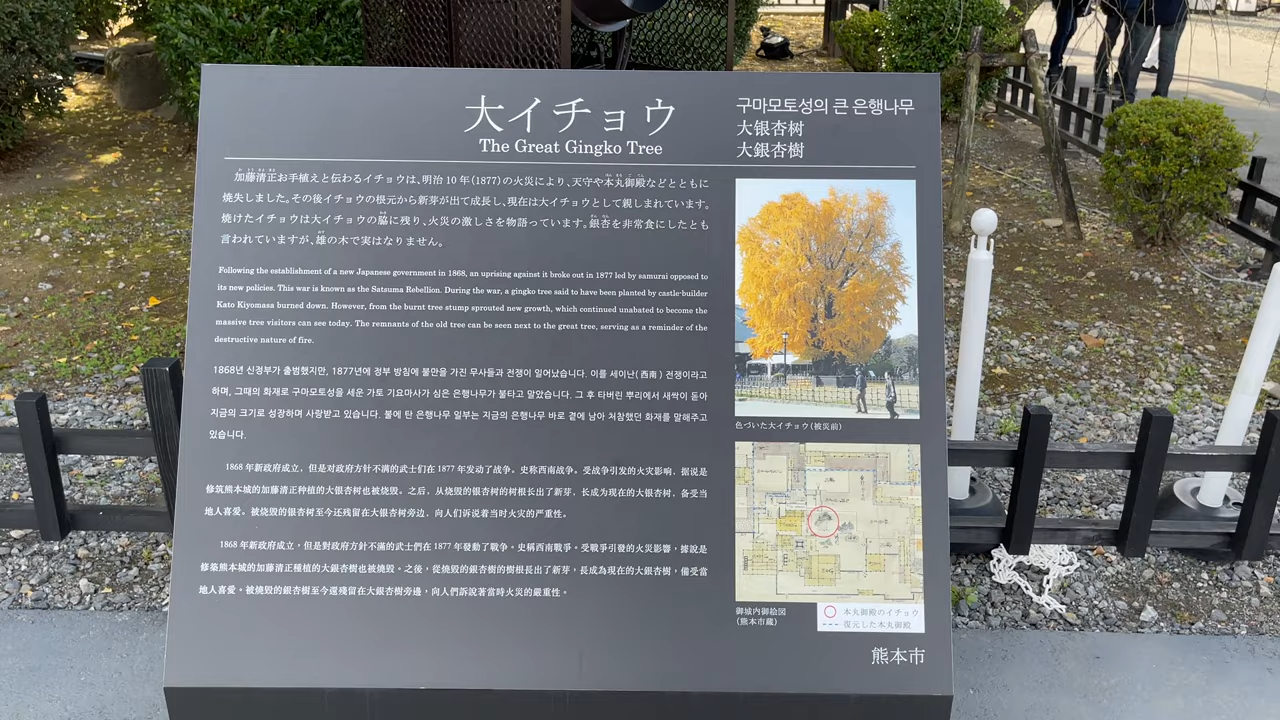 大イチョウ
The Great Gingko Tree
구마모토성의 큰 은행나무
大银杏树
大銀杏樹
加藤清正お手植えと伝わるイチョウは、明治10年(1877)の火災により、天守や本丸御殿などとともに
焼失しました。その後イチョウの根元から新芽が出て成長し、現在は大イチョウとして親しまれています。
焼けたイチョウは大イチョウの脇に残り、火災の激しさを物語っています。銀杏を非常食にしたとも
言われていますが、雄の木で実はなりません。
Following the establishment of a new Japanese government in 1868, an uprising against it broke out in 1877 led by samurai opposed to
its new policies. This war is known as the Satsuma Rebellion. During the war, a gingko tree said to have been planted by castle-builder
Kato Kiyomasa burned down. However, from the burnt tree stump sprouted new growth, which continued unabated to become the
massive tree visitors can see today. The remnants of the old tree can be seen next to the great tree, serving as a reminder of the
destructive nature of fire.
1868년 신정부가 출범했지만, 1877년에 정부 방침에 불만을 가진 무사들과 전쟁이 일어났습니다. 이를 세이난(西南) 전쟁이라고
하며, 그때의 화재로 구마모토성을 세운 가토 기요마사가 심은 은행나무가 불타고 말았습니다. 그 후 타버린 뿌리에서 새싹이 돋아
지금의 크기로 성장하며 사랑받고 있습니다. 불에 탄 은행나무 일부는 지금의 은행나무 바로 곁에 남아 처참했던 화재를 말해주고
있습니다.
1868年新政府成立，但是对政府方针不满的武士们在1877年发动了战争。史称西南战争。受战争引发的火灾影响，据说是
修筑熊本城的加藤清正种植的大银杏树也被烧毁。之后，从烧毁的银杏树的树根长出了新芽，长成为现在的大银杏树，备受当
地人喜爱。被烧毁的银杏树至今还残留在大银杏树旁边，向人们诉说着当时火灾的严重性。
1868年新政府成立，但是對政府方針不滿的武士們在1877年發動了戰爭。史稱西南戰爭。受戰爭引發的火災影響，據說是
修築熊本城的加藤清正種植的大銀杏樹也被燒毀。之後，從燒毀的銀杏樹的樹根長出了新芽，長成為現在的大銀杏樹，備受當
地人喜愛。被燒毀的銀杏樹至今還殘留在大銀杏樹旁邊，向人們訴說著當時火災的嚴重性。
色づいた大イチョウ(被災前)
御城内御絵図
(熊本市蔵)
本丸御殿のイチョウ
復元した本丸御殿
熊本市